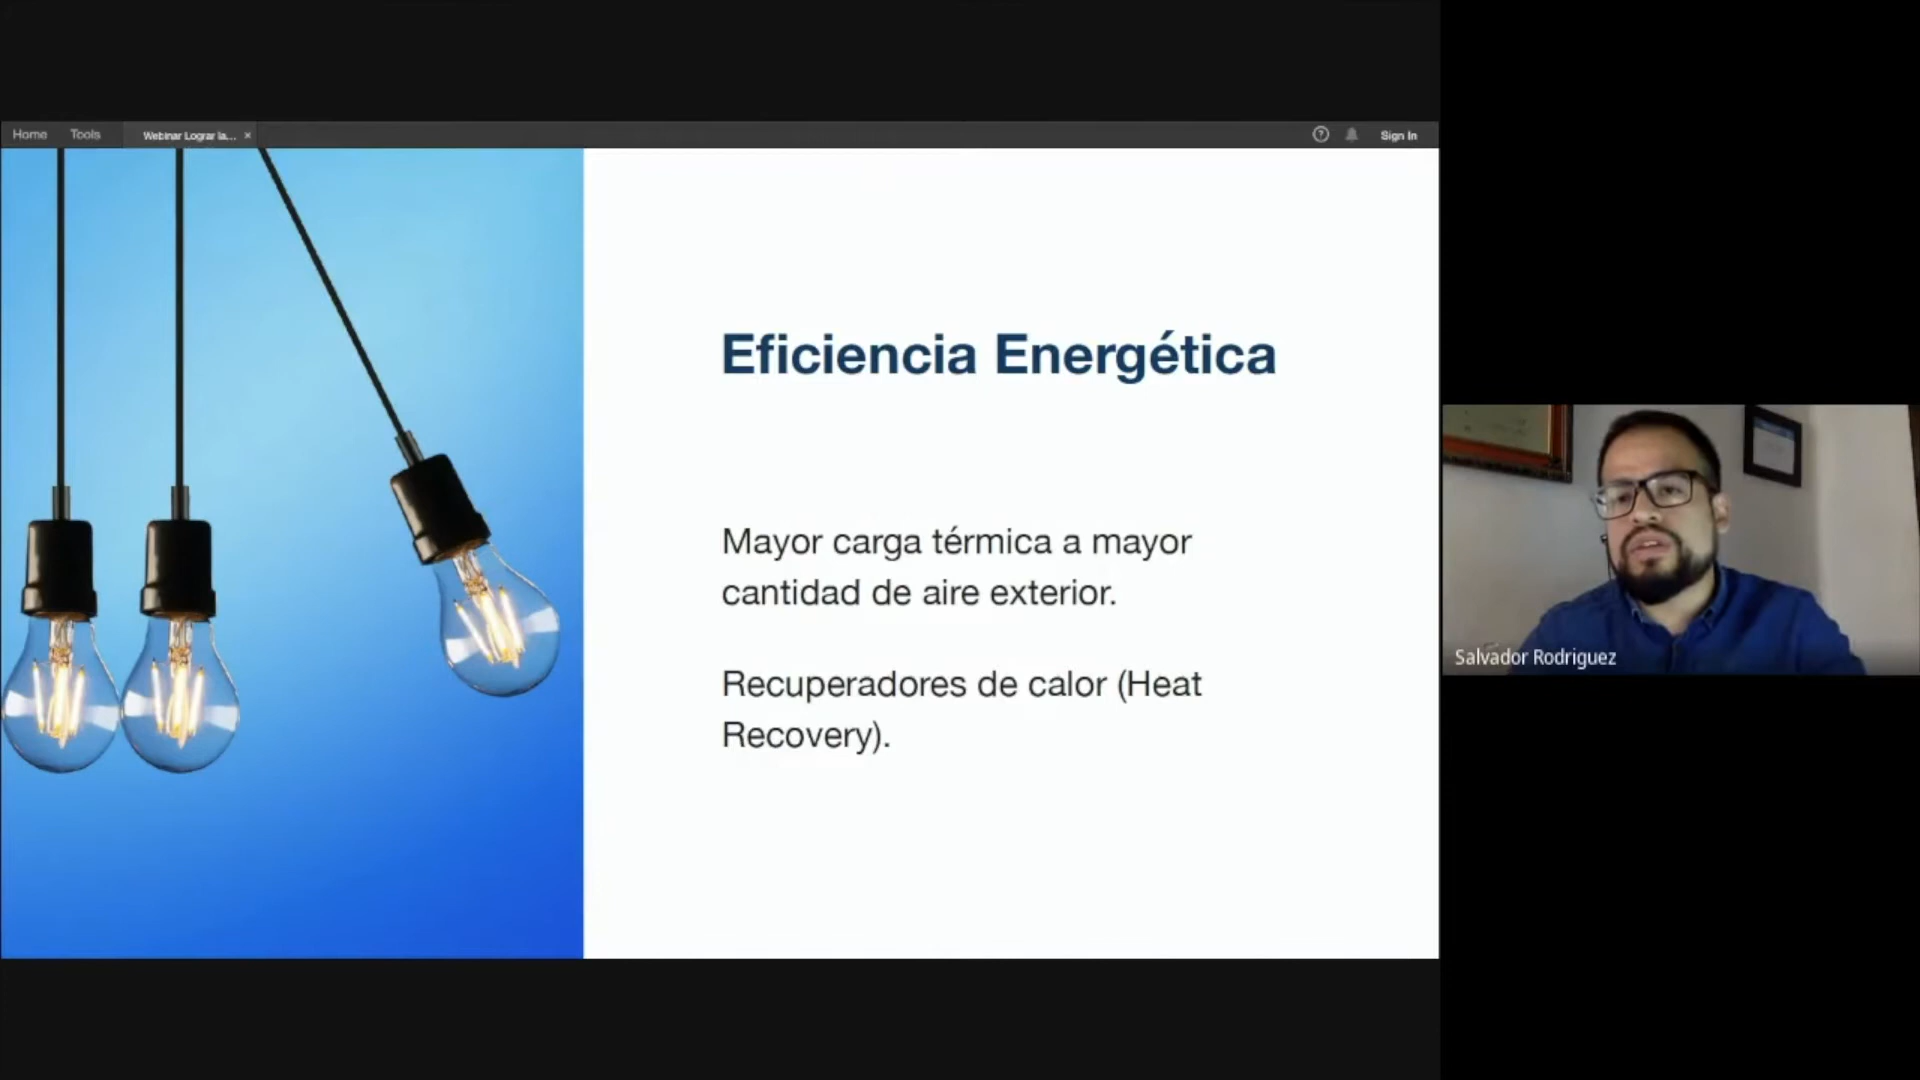 Home Tools Webinar Lograr la... × ? Sign In
Eficiencia Energética
Mayor carga térmica a mayor
cantidad de aire exterior.
Recuperadores de calor (Heat
Recovery).
Salvador Rodriguez